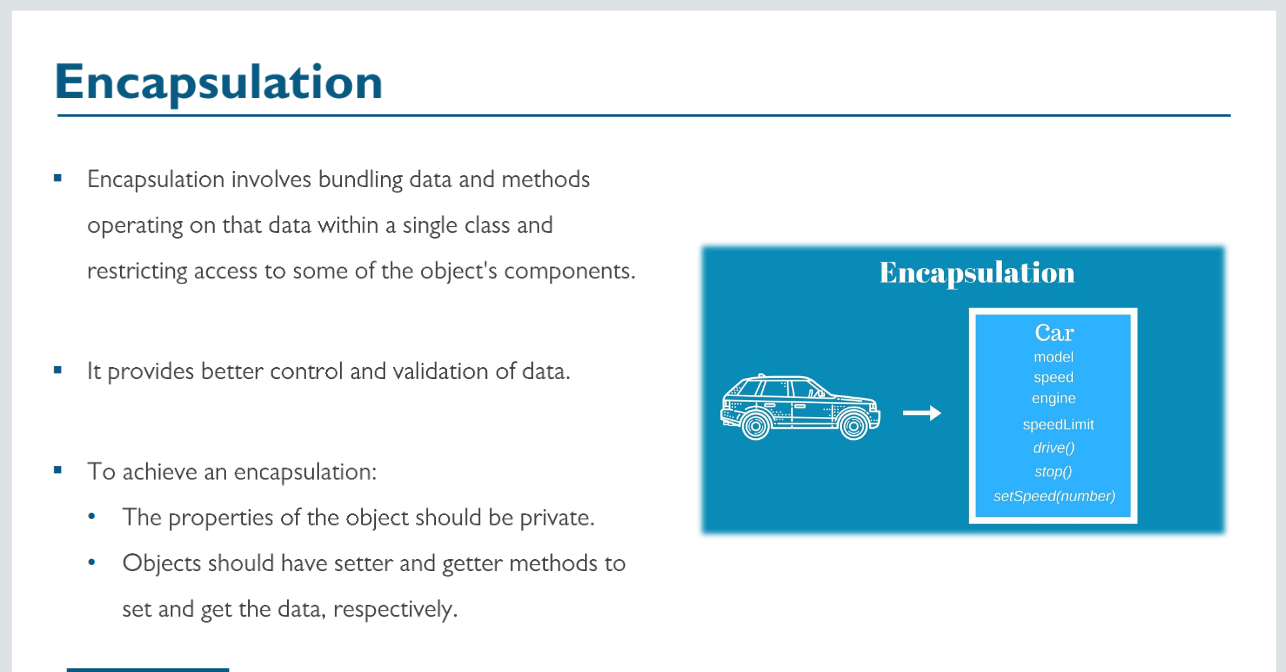 Encapsulation
▪ Encapsulation involves bundling data and methods
operating on that data within a single class and
restricting access to some of the object's components.
▪ It provides better control and validation of data.
▪ To achieve an encapsulation:
• The properties of the object should be private.
• Objects should have setter and getter methods to
set and get the data, respectively.
Encapsulation
Car
model
speed
engine
speedLimit
drive()
stop()
setSpeed(number)